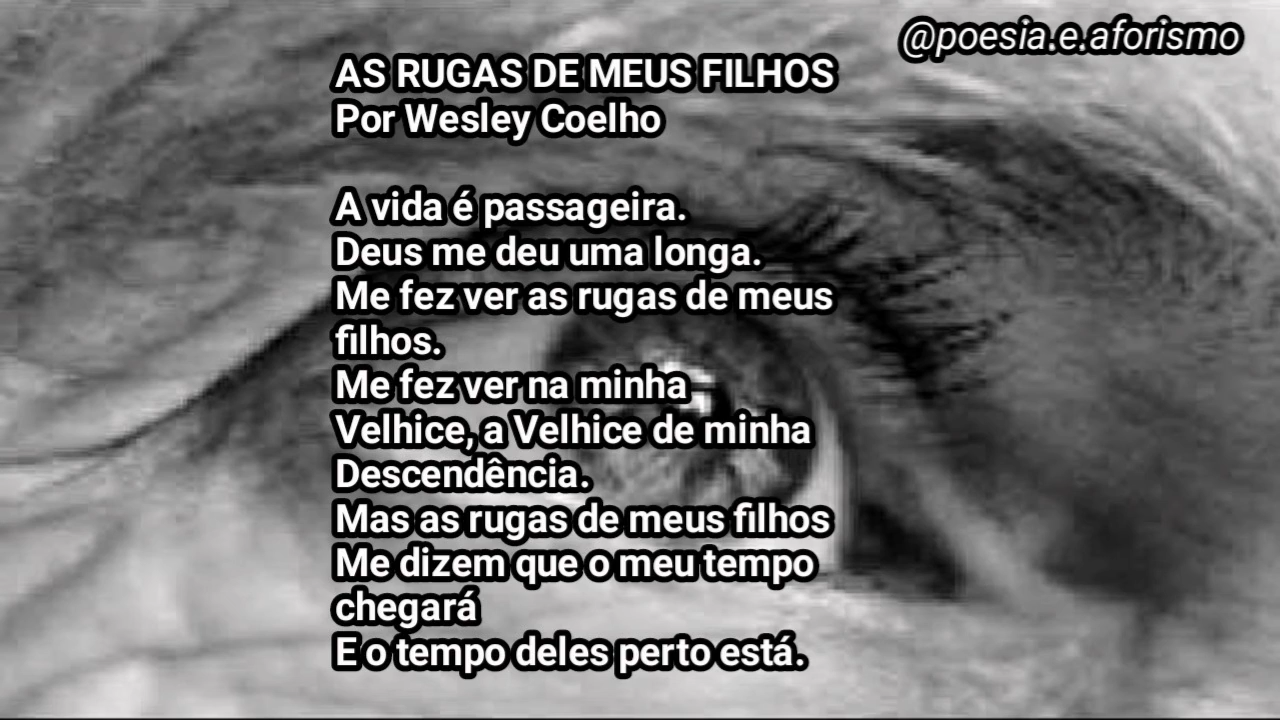 @poesia.e.aforismo
AS RUGAS DE MEUS FILHOS
Por Wesley Coelho
A vida é passageira.
Deus me deu uma longa.
Me fez ver as rugas de meus
filhos.
Me fez ver na minha
Velhice, a Velhice de minha
Descendência.
Mas as rugas de meus filhos
Me dizem que o meu tempo
chegará
E o tempo deles perto está.